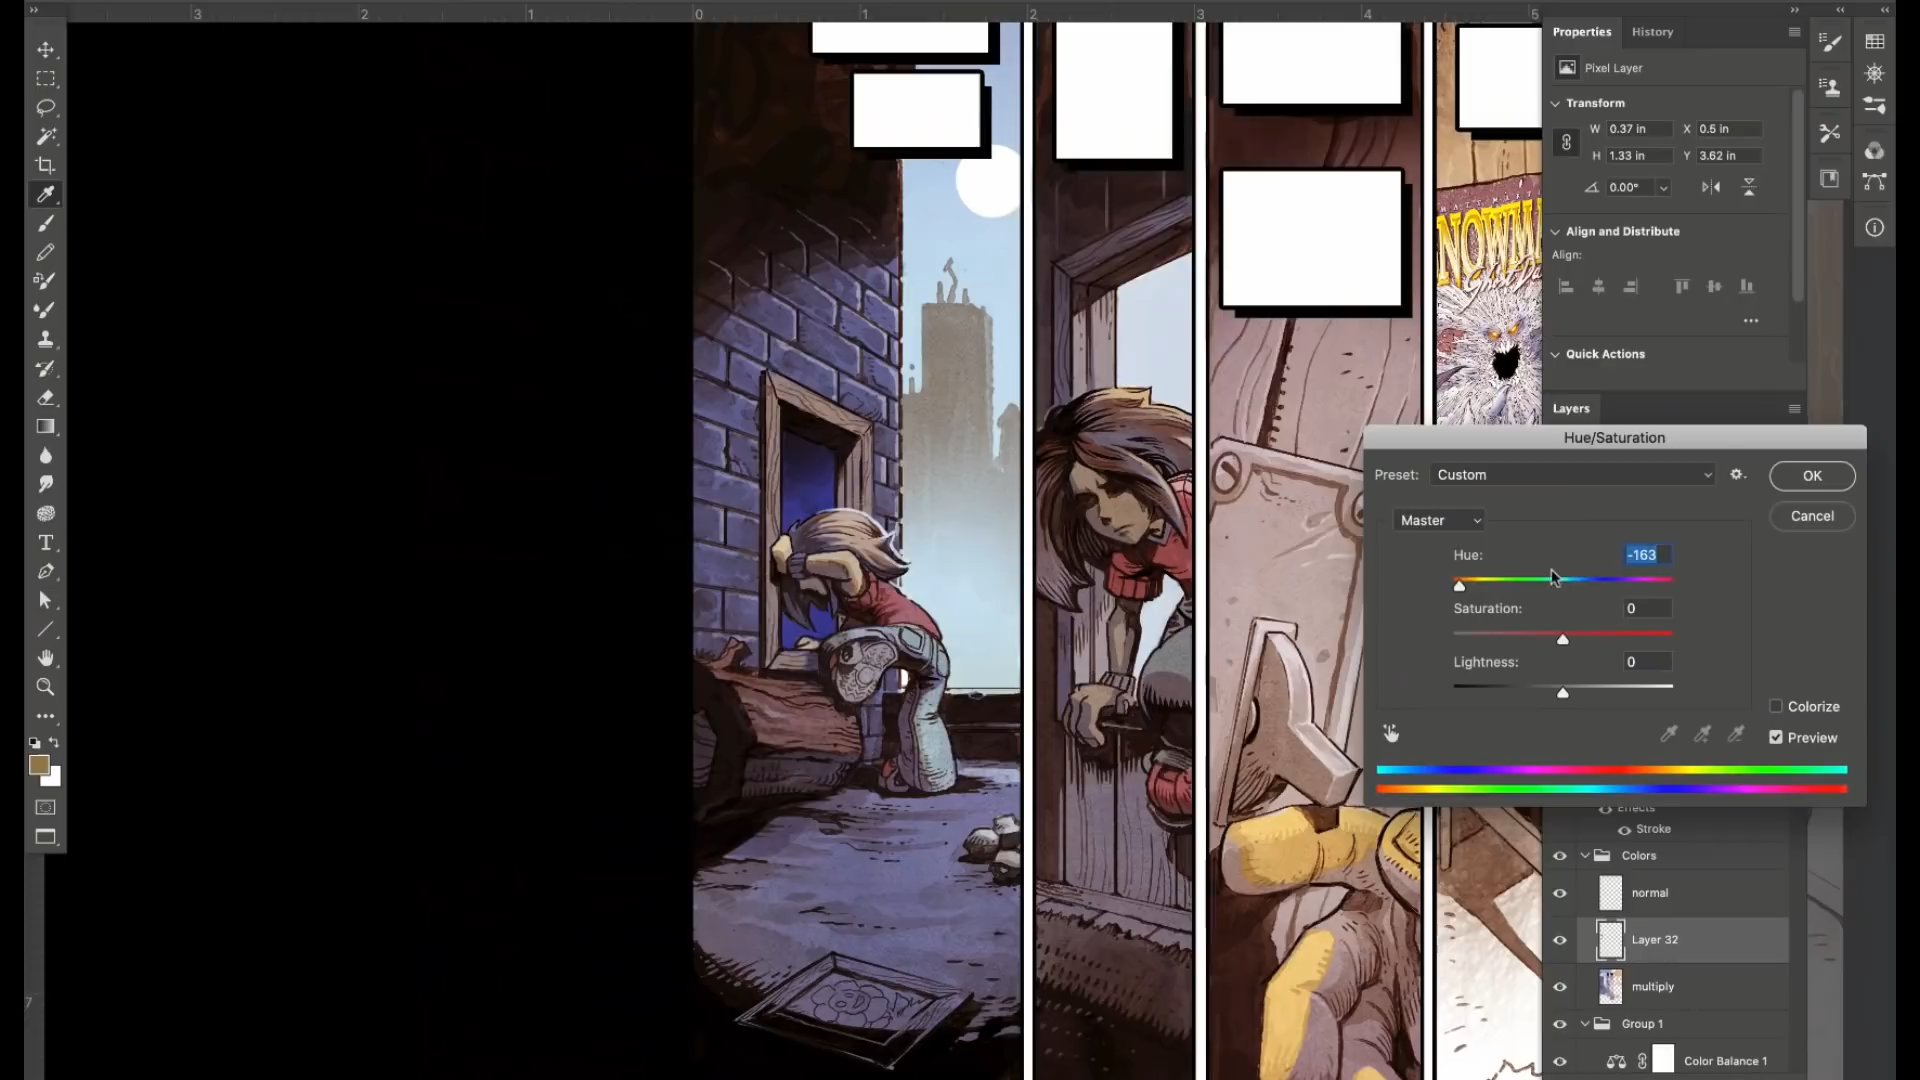 3 2 1 0 1 2 3 4 5
Properties History
Pixel Layer
Transform
W 0.37 in X 0.5 in
H 1.33 in Y 3.62 in
0.00°
Align and Distribute
Align:
Quick Actions
Layers
Hue/Saturation
Preset: Custom
OK
Cancel
Master
Hue: -163
Saturation: 0
Lightness: 0
Colorize
Preview
Effects
Stroke
Colors
normal
Layer 32
multiply
Group 1
Color Balance 1
7